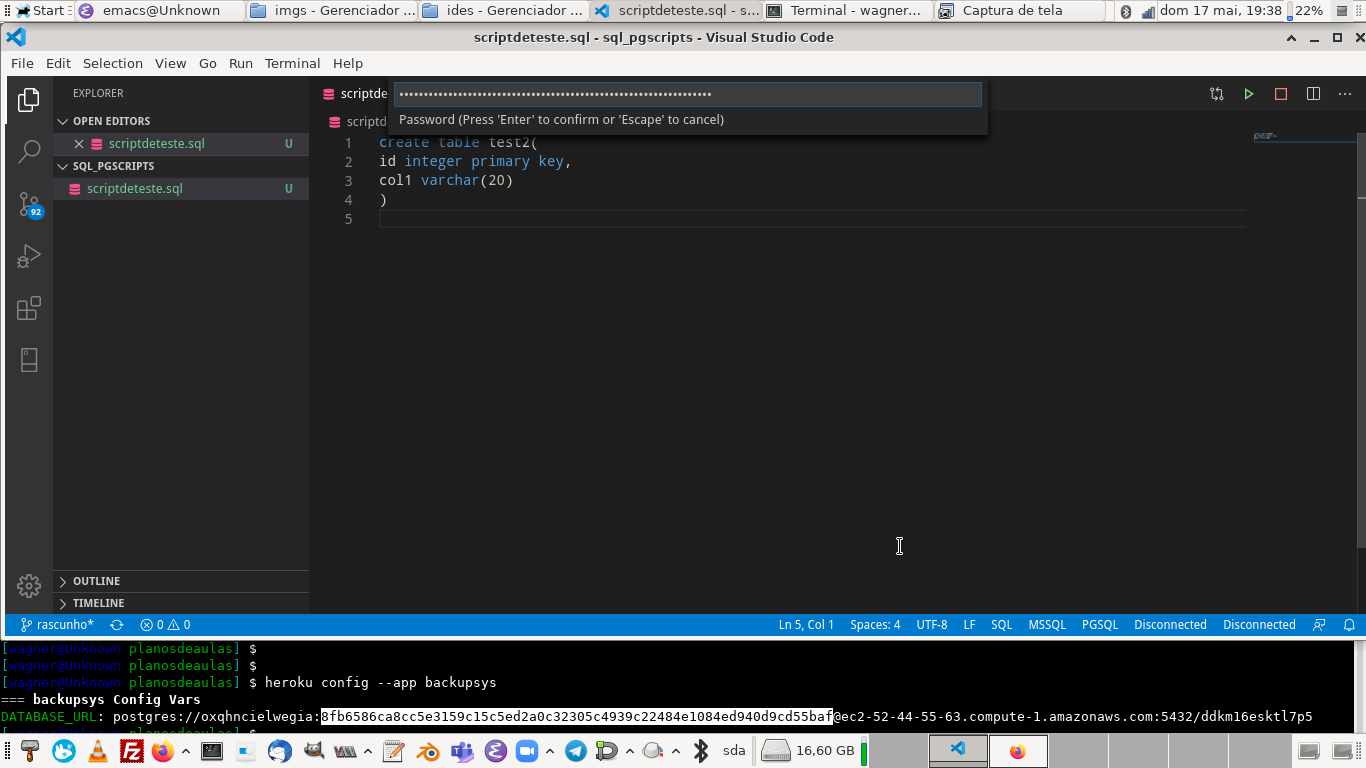 Start
emacs@Unknown
imgs - Gerenciador ...
ides - Gerenciador ...
scriptdeteste.sql - s...
Terminal - wagner...
Captura de tela
dom 17 mai, 19:38
22%
scriptdeteste.sql - sql_pgscripts - Visual Studio Code
File Edit Selection View Go Run Terminal Help
EXPLORER
OPEN EDITORS
scriptdeteste.sql U
SQL_PGSCRIPTS
scriptdeteste.sql U
92
OUTLINE
TIMELINE
scriptde
Password (Press 'Enter' to confirm or 'Escape' to cancel)
scriptd
1 create table test2(
2 id integer primary key,
3 col1 varchar(20)
4 )
5
rascunho* 0 0 Ln 5, Col 1 Spaces: 4 UTF-8 LF SQL MSSQL PGSQL Disconnected Disconnected
[wagner@Unknown planosdeaulas] $
[wagner@Unknown planosdeaulas] $
[wagner@Unknown planosdeaulas] $ heroku config --app backupsys
=== backupsys Config Vars
DATABASE_URL: postgres://oxqhncielwegia:8fb6586ca8cc5e3159c15c5ed2a0c32305c4939c22484e1084ed940d9cd55baf@ec2-52-44-55-63.compute-1.amazonaws.com:5432/ddkm16esktl7p5
sda 16,60 GB